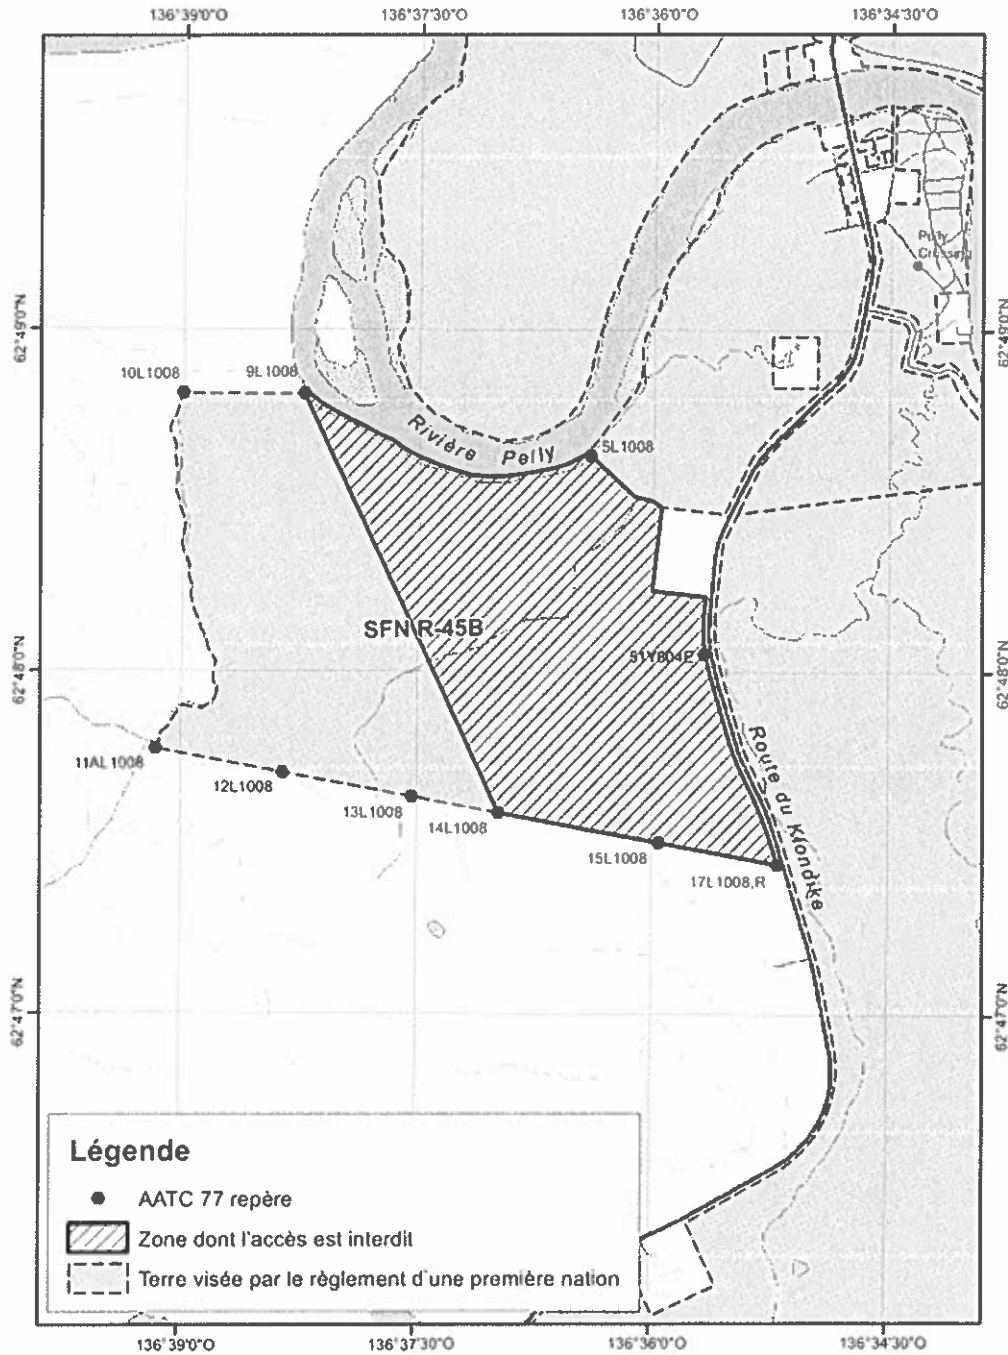 136°39'0"O 136°37'30"O 136°36'0"O 136°34'30"O
Pelly
Crossing
62°49'0"N 62°49'0"N
10L1008 9L1008
Rivière Pelly
5L1008
SFN R-45B
51Y804E
62°48'0"N 62°48'0"N
11AL1008
12L1008
13L1008
14L1008
15L1008
17L1008,R
Route du Klondike
62°47'0"N 62°47'0"N
Légende
AATC 77 repère
Zone dont l'accès est interdit
Terre visée par le règlement d'une première nation
136°39'0"O 136°37'30"O 136°36'0"O 136°34'30"O